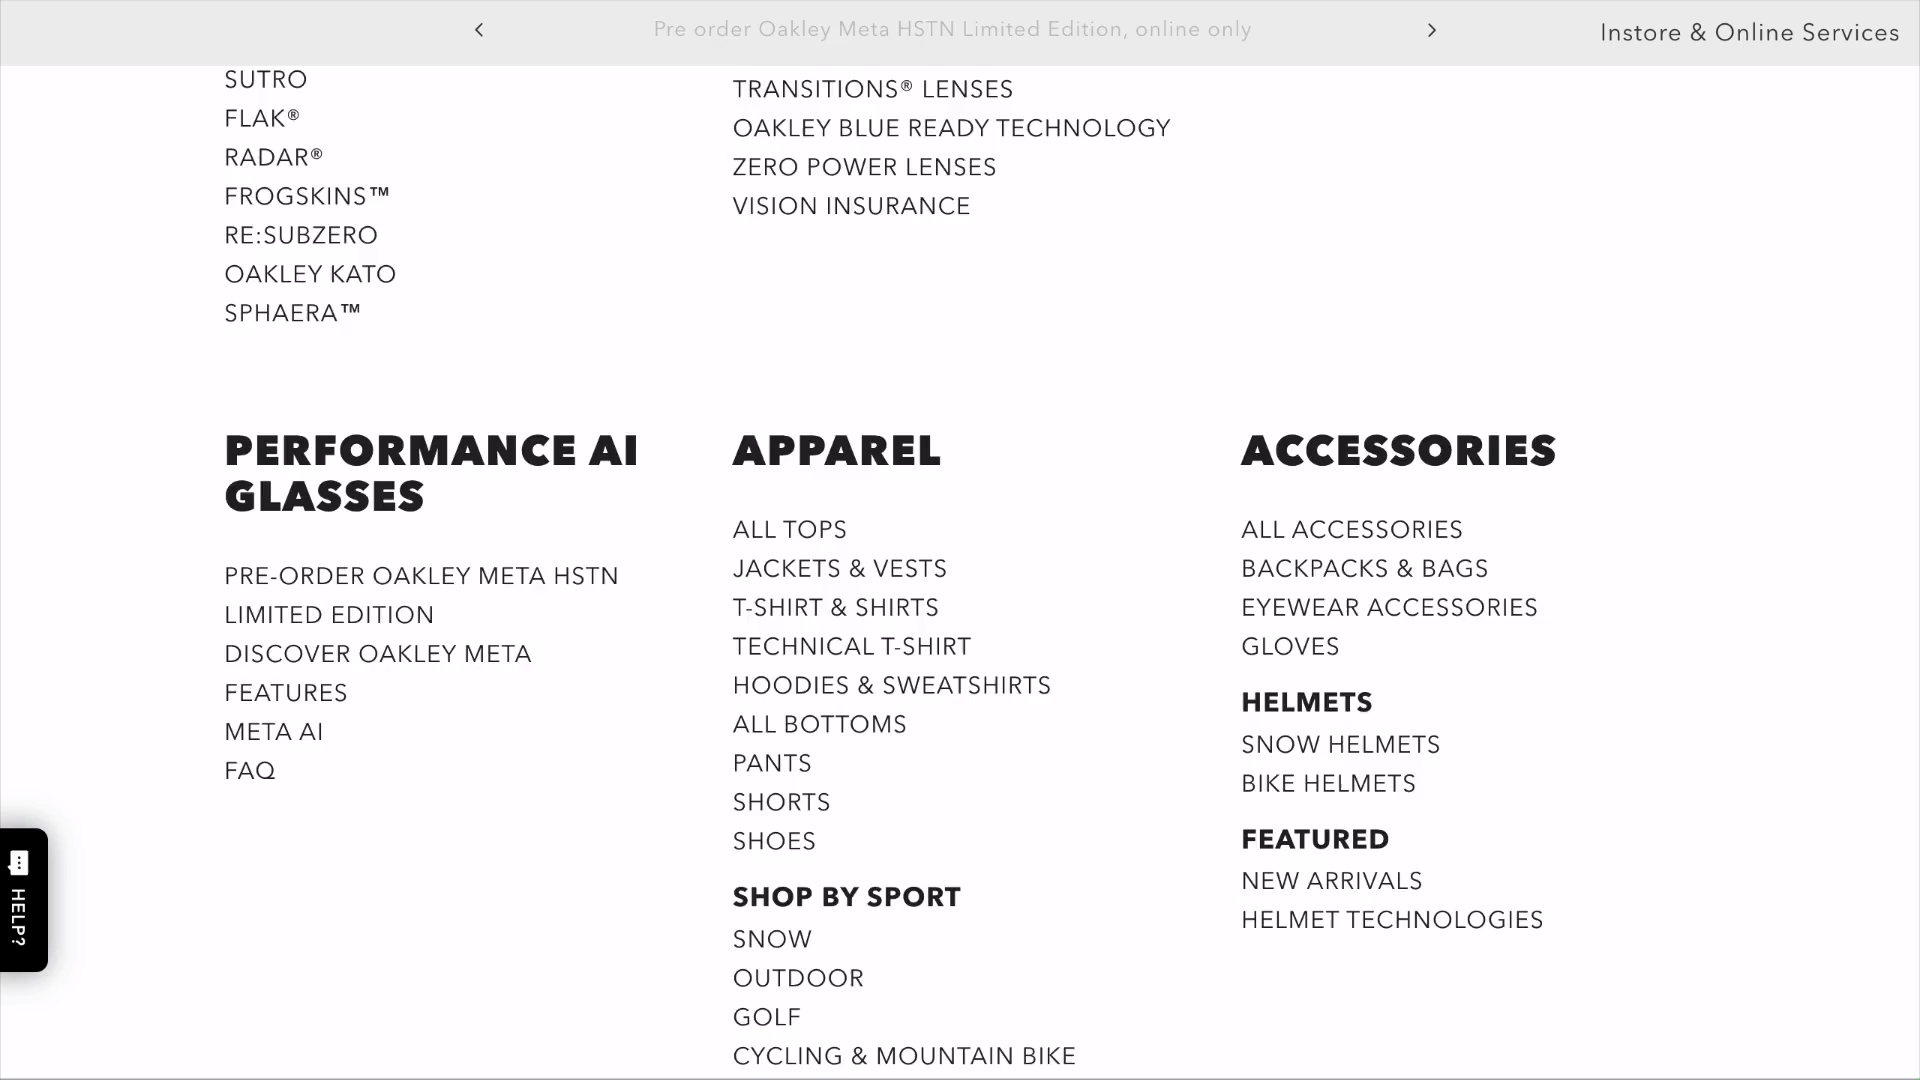 Pre order Oakley Meta HSTN Limited Edition, online only
Instore & Online Services
SUTRO
FLAK®
RADAR®
FROGSKINS™
RE:SUBZERO
OAKLEY KATO
SPHAERA™
TRANSITIONS® LENSES
OAKLEY BLUE READY TECHNOLOGY
ZERO POWER LENSES
VISION INSURANCE
PERFORMANCE AI
GLASSES
PRE-ORDER OAKLEY META HSTN
LIMITED EDITION
DISCOVER OAKLEY META
FEATURES
META AI
FAQ
APPAREL
ALL TOPS
JACKETS & VESTS
T-SHIRT & SHIRTS
TECHNICAL T-SHIRT
HOODIES & SWEATSHIRTS
ALL BOTTOMS
PANTS
SHORTS
SHOES
SHOP BY SPORT
SNOW
OUTDOOR
GOLF
CYCLING & MOUNTAIN BIKE
ACCESSORIES
ALL ACCESSORIES
BACKPACKS & BAGS
EYEWEAR ACCESSORIES
GLOVES
HELMETS
SNOW HELMETS
BIKE HELMETS
FEATURED
NEW ARRIVALS
HELMET TECHNOLOGIES
HELP?